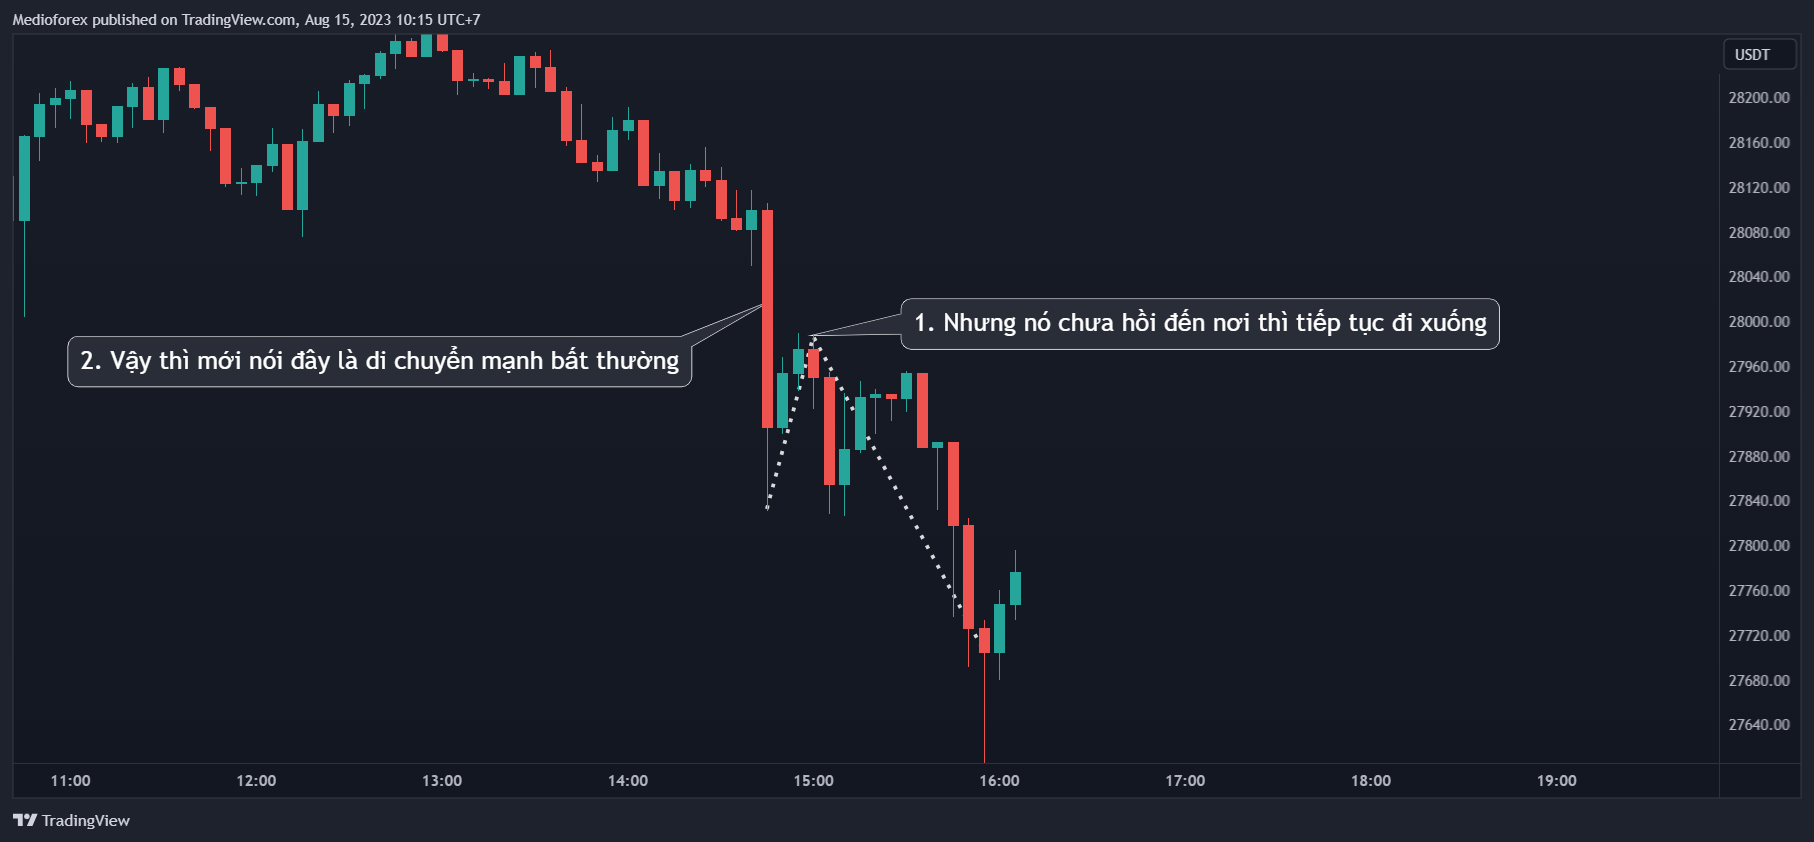 Medioforex published on TradingView.com, Aug 15, 2023 10:15 UTC+7
USDT
28200.00
28160.00
28120.00
28080.00
28040.00
28000.00
27960.00
27920.00
27880.00
27840.00
27800.00
27760.00
27720.00
27680.00
27640.00
1. Nhưng nó chưa hồi đến nơi thì tiếp tục đi xuống
2. Vậy thì mới nói đây là di chuyển mạnh bất thường
11:00 12:00 13:00 14:00 15:00 16:00 17:00 18:00 19:00
TradingView